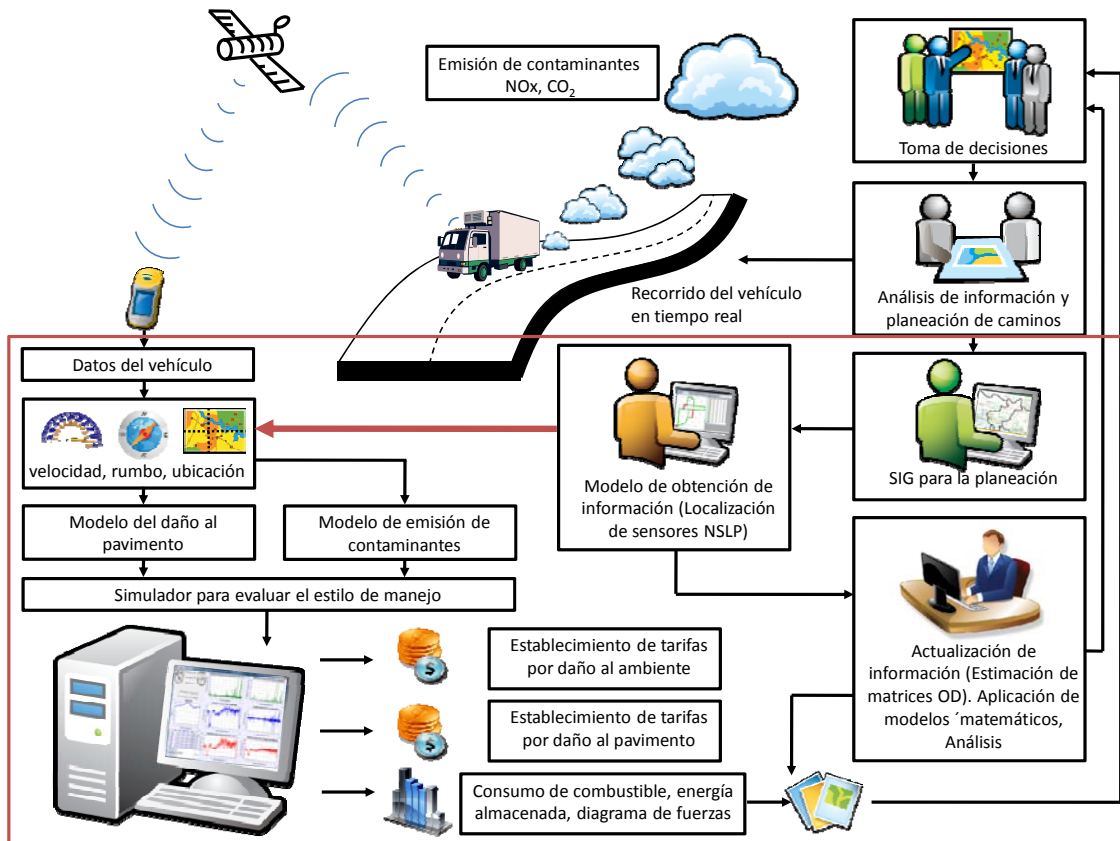 Emisión de contaminantes
NOx, CO₂
Toma de decisiones
Análisis de información y
planeación de caminos
Recorrido del vehículo
en tiempo real
Datos del vehículo
velocidad, rumbo, ubicación
Modelo de obtención de
información (Localización
de sensores NSLP)
SIG para la planeación
Modelo del daño al
pavimento
Modelo de emisión de
contaminantes
Simulador para evaluar el estilo de manejo
Establecimiento de tarifas
por daño al ambiente
Establecimiento de tarifas
por daño al pavimento
Consumo de combustible, energía
almacenada, diagrama de fuerzas
Actualización de
información (Estimación de
matrices OD). Aplicación de
modelos ´matemáticos,
Análisis
$
$